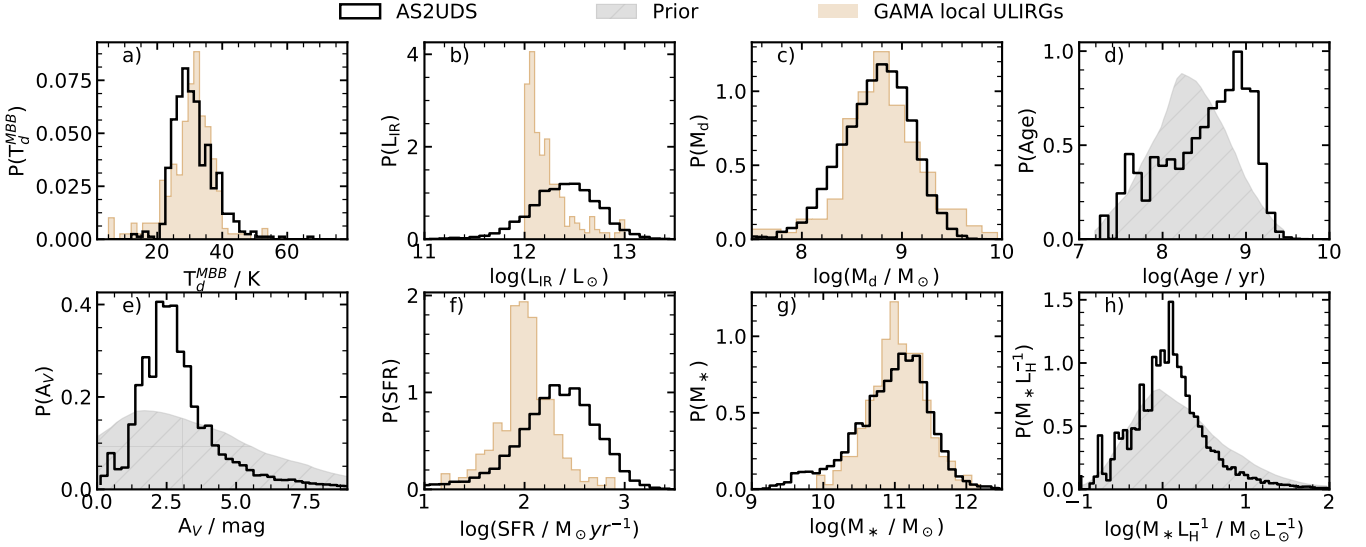 AS2UDS Prior GAMA local ULIRGs
a) b) c) d)
P(T_d^{MBB}) 0.000 0.025 0.050 0.075
P(L_IR) 0 2 4
P(M_d) 0.0 0.5 1.0
P(Age) 0.0 0.5 1.0
20 40 60
11 12 13
8 9 10
7 8 9 10
T_d^{MBB} / K
log(L_IR / L_⊙)
log(M_d / M_⊙)
log(Age / yr)
e) f) g) h)
P(A_V) 0.0 0.2 0.4
P(SFR) 0 1 2
P(M_*) 0.0 0.5 1.0
P(M_* L_H^{-1}) 0.0 0.5 1.0 1.5
0.0 2.5 5.0 7.5
1 2 3
9 10 11 12
−1 0 1 2
A_V / mag
log(SFR / M_⊙ yr^{−1})
log(M_* / M_⊙)
log(M_* L_H^{-1} / M_⊙ L_⊙^{-1})